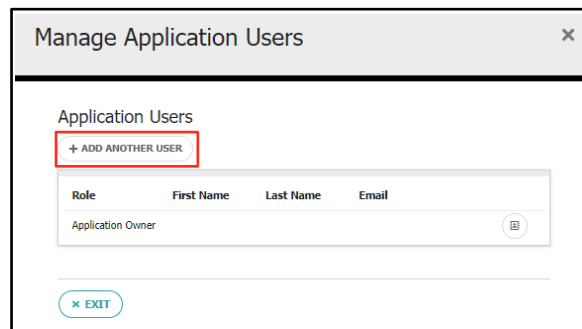 Manage Application Users
Application Users
+ ADD ANOTHER USER
Role First Name Last Name Email
Application Owner
× EXIT